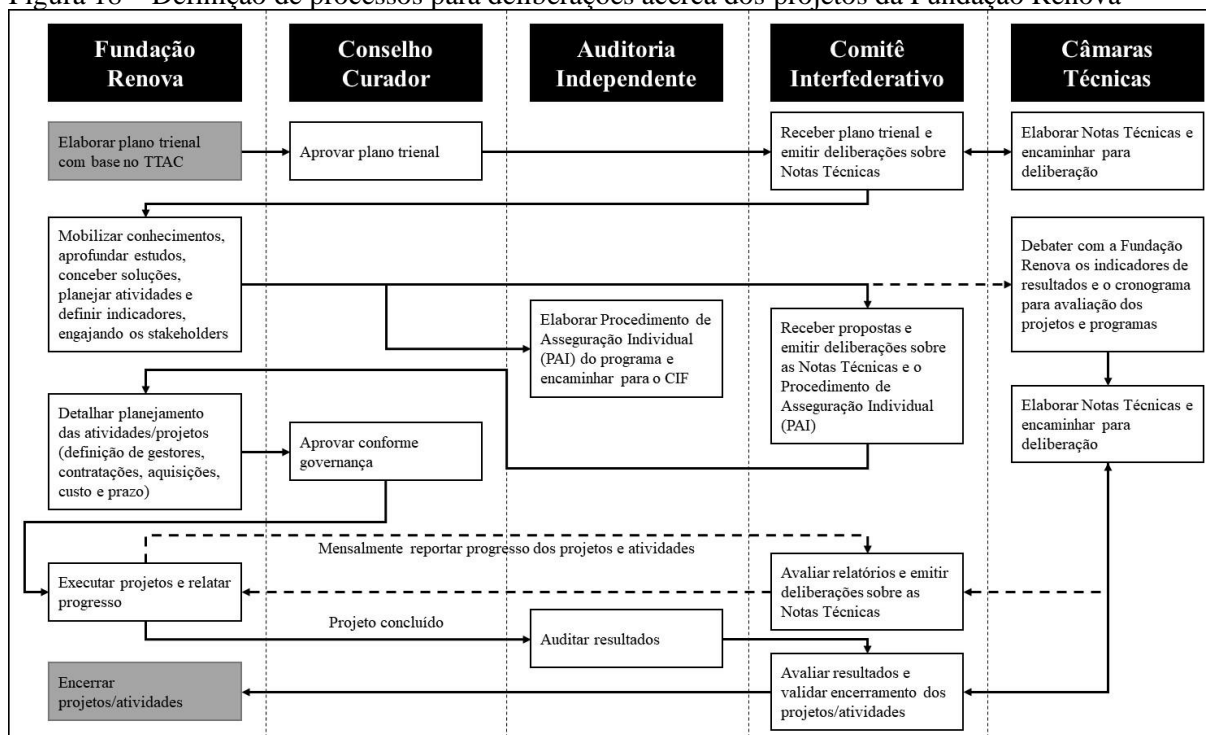 Figura 18 – Definição de processos para deliberações acerca dos projetos da Fundação Renova
Fundação
Renova
Conselho
Curador
Auditoria
Independente
Comitê
Interfederativo
Câmaras
Técnicas
Elaborar plano trienal
com base no TTAC
Aprovar plano trienal
Receber plano trienal e
emitir deliberações sobre
Notas Técnicas
Elaborar Notas Técnicas e
encaminhar para
deliberação
Mobilizar conhecimentos,
aprofundar estudos,
conceber soluções,
planejar atividades e
definir indicadores,
engajando os stakeholders
Elaborar Procedimento de
Asseguração Individual
(PAI) do programa e
encaminhar para o CIF
Receber propostas e
emitir deliberações sobre
as Notas Técnicas e o
Procedimento de
Asseguração Individual
(PAI)
Debater com a Fundação
Renova os indicadores de
resultados e o cronograma
para avaliação dos
projetos e programas
Detalhar planejamento
das atividades/projetos
(definição de gestores,
contratações, aquisições,
custo e prazo)
Aprovar conforme
governança
Elaborar Notas Técnicas e
encaminhar para
deliberação
Mensalmente reportar progresso dos projetos e atividades
Executar projetos e relatar
progresso
Avaliar relatórios e emitir
deliberações sobre as
Notas Técnicas
Projeto concluído
Auditar resultados
Encerrar
projetos/atividades
Avaliar resultados e
validar encerramento dos
projetos/atividades